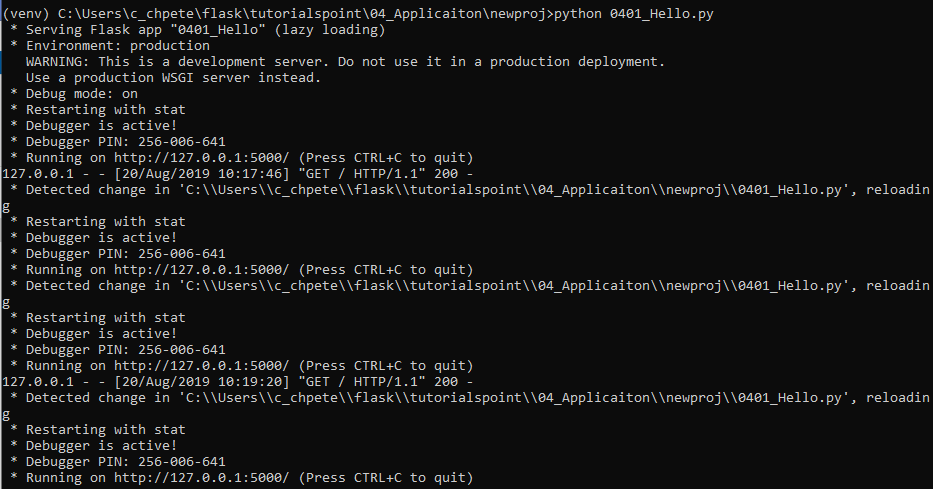 (venv) C:\Users\c_chpete\flask\tutorialspoint\04_Applicaiton\newproj>python 0401_Hello.py
 * Serving Flask app "0401_Hello" (lazy loading)
 * Environment: production
   WARNING: This is a development server. Do not use it in a production deployment.
   Use a production WSGI server instead.
 * Debug mode: on
 * Restarting with stat
 * Debugger is active!
 * Debugger PIN: 256-006-641
 * Running on http://127.0.0.1:5000/ (Press CTRL+C to quit)
127.0.0.1 - - [20/Aug/2019 10:17:46] "GET / HTTP/1.1" 200 -
 * Detected change in 'C:\\Users\\c_chpete\\flask\\tutorialspoint\\04_Applicaiton\\newproj\\0401_Hello.py', reloadin
g
 * Restarting with stat
 * Debugger is active!
 * Debugger PIN: 256-006-641
 * Running on http://127.0.0.1:5000/ (Press CTRL+C to quit)
 * Detected change in 'C:\\Users\\c_chpete\\flask\\tutorialspoint\\04_Applicaiton\\newproj\\0401_Hello.py', reloadin
g
 * Restarting with stat
 * Debugger is active!
 * Debugger PIN: 256-006-641
 * Running on http://127.0.0.1:5000/ (Press CTRL+C to quit)
127.0.0.1 - - [20/Aug/2019 10:19:20] "GET / HTTP/1.1" 200 -
 * Detected change in 'C:\\Users\\c_chpete\\flask\\tutorialspoint\\04_Applicaiton\\newproj\\0401_Hello.py', reloadin
g
 * Restarting with stat
 * Debugger is active!
 * Debugger PIN: 256-006-641
 * Running on http://127.0.0.1:5000/ (Press CTRL+C to quit)